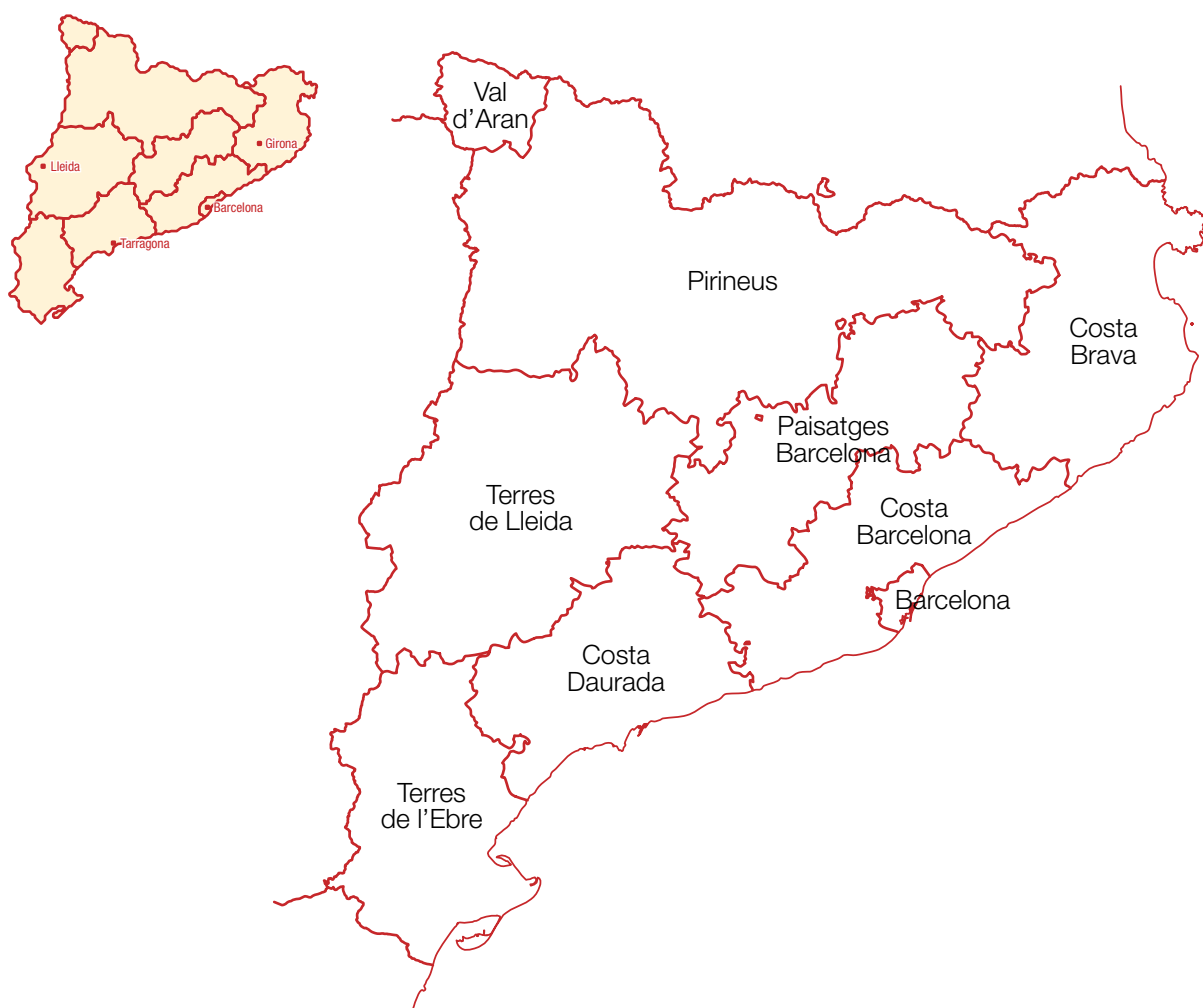 Girona
Lleida
Barcelona
Tarragona
Val
d’Aran
Pirineus
Costa
Brava
Paisatges
Barcelona
Terres
de Lleida
Costa
Barcelona
Barcelona
Costa
Daurada
Terres
de l’Ebre